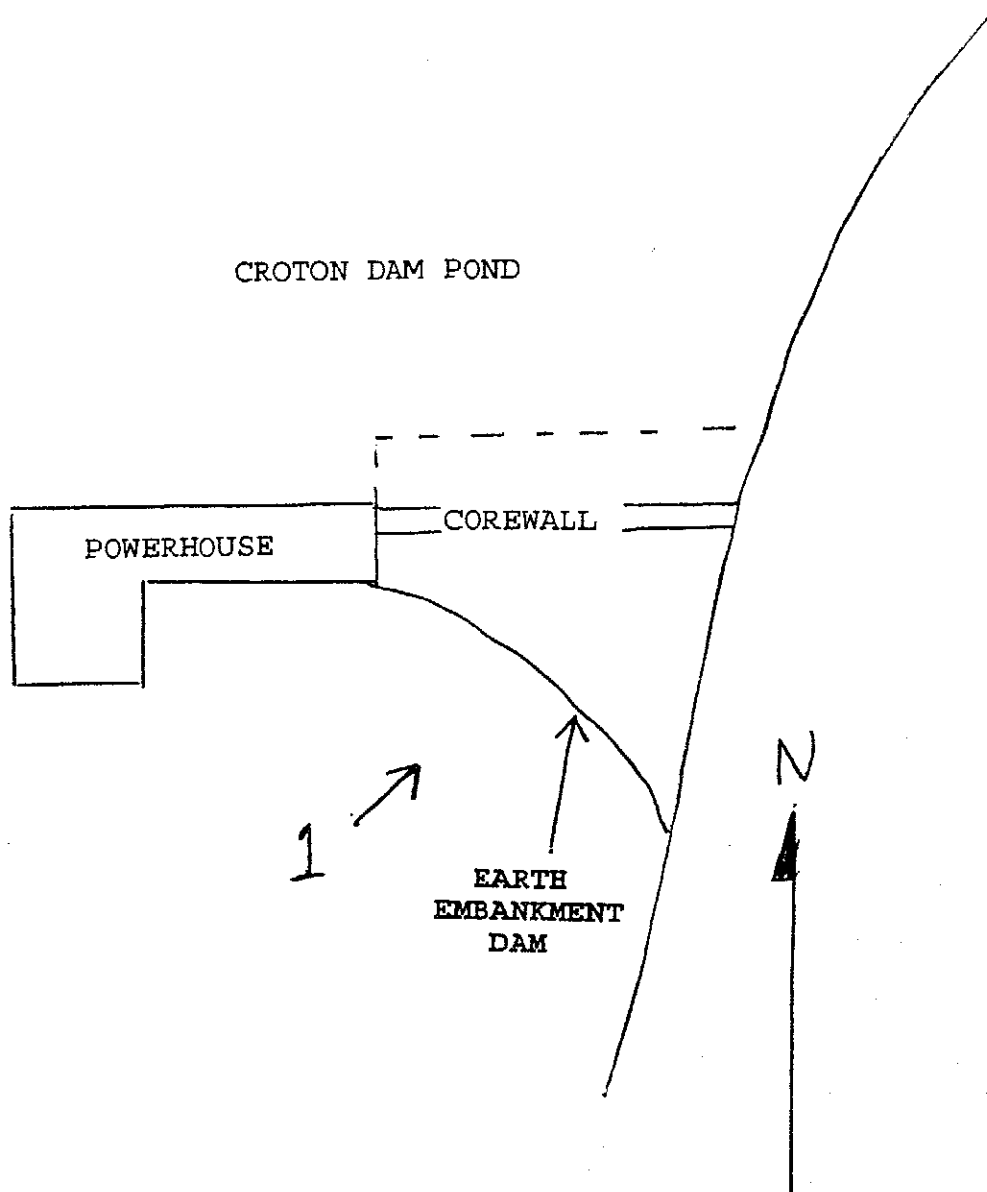 CROTON DAM POND
COREWALL
POWERHOUSE
N
1
EARTH
EMBANKMENT
DAM